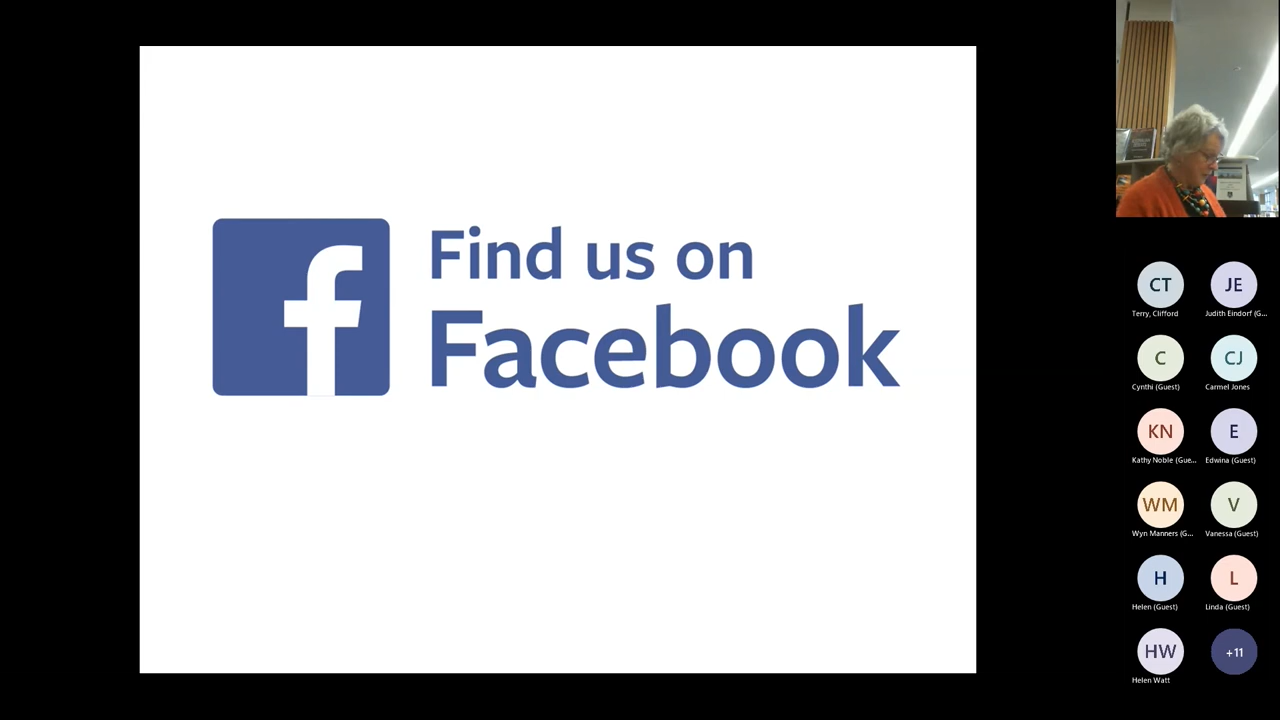 Find us on
Facebook
CT
JE
Terry, Clifford
Judith Eindorf (G...
C
CJ
Cynthi (Guest)
Carmel Jones
KN
E
Kathy Noble (Gue...
Edwina (Guest)
WM
V
Wyn Manners (G...
Vanessa (Guest)
H
L
Helen (Guest)
Linda (Guest)
HW
+11
Helen Watt